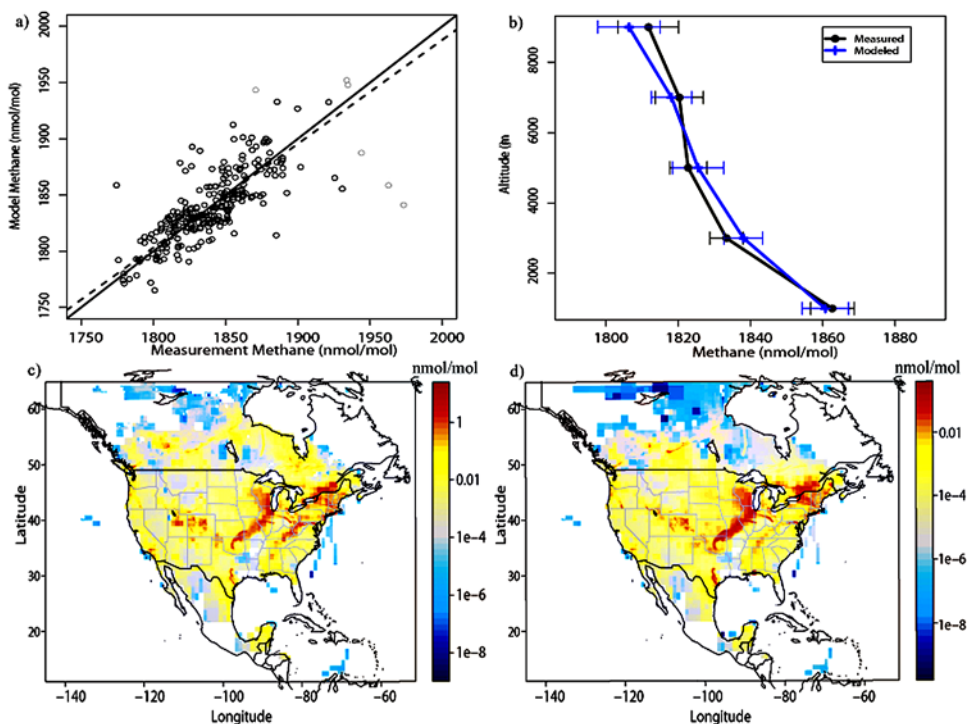 a)
2000
1950
1900
1850
1800
1750
Model Methane (nmol/mol)
1750 1800 1850 1900 1950 2000
Measurement Methane (nmol/mol)
b)
Measured
Modeled
8000
6000
4000
2000
Altitude (m
1800 1820 1840 1860 1880
Methane (nmol/mol)
c)
nmol/mol
1
0.01
1e-4
1e-6
1e-8
60
50
40
30
20
Latitude
-140 -120 -100 -80 -60
Longitude
d)
nmol/mol
0.01
1e-4
1e-6
1e-8
60
50
40
30
20
Latitude
-140 -120 -100 -80 -60
Longitude